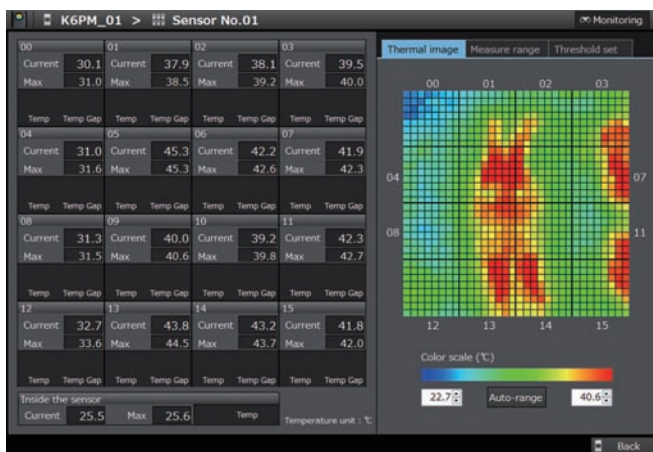 K6PM_01 > Sensor No.01 Monitoring
00 01 02 03
Current 30.1 Current 37.9 Current 38.1 Current 39.5
Max 31.0 Max 38.5 Max 39.2 Max 40.0
Temp Temp Gap Temp Temp Gap Temp Temp Gap Temp Temp Gap
04 05 06 07
Current 31.0 Current 45.3 Current 42.2 Current 41.9
Max 31.6 Max 45.3 Max 42.6 Max 42.3
Temp Temp Gap Temp Temp Gap Temp Temp Gap Temp Temp Gap
08 09 10 11
Current 31.3 Current 40.0 Current 39.2 Current 42.3
Max 31.5 Max 40.6 Max 39.8 Max 42.7
Temp Temp Gap Temp Temp Gap Temp Temp Gap Temp Temp Gap
12 13 14 15
Current 32.7 Current 43.8 Current 43.2 Current 41.8
Max 33.6 Max 44.5 Max 43.7 Max 42.0
Temp Temp Gap Temp Temp Gap Temp Temp Gap Temp Temp Gap
Inside the sensor
Current 25.5 Max 25.6 Temp Temperature unit : ℃
Thermal image Measure range Threshold set
00 01 02 03
04 07
08 11
12 13 14 15
Color scale (℃)
22.7 Auto-range 40.6
Back